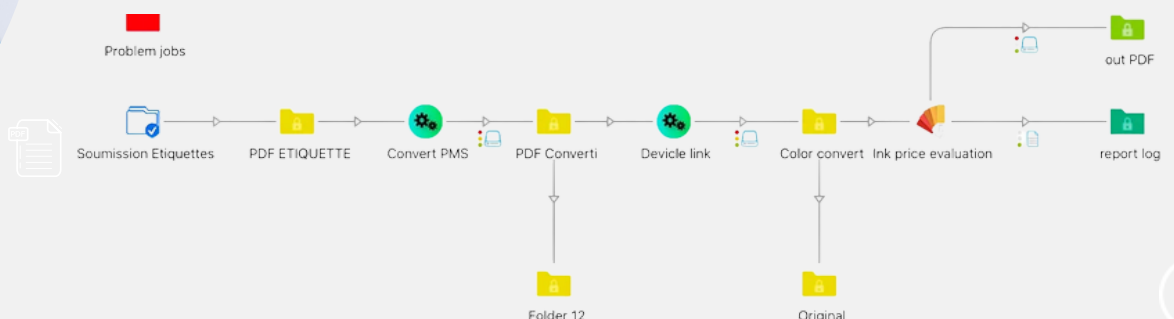 Problem jobs
out PDF
PDF
Soumission Etiquettes
PDF ETIQUETTE
Convert PMS
PDF Converti
Devicle link
Color convert
Ink price evaluation
report log
Folder 12
Original